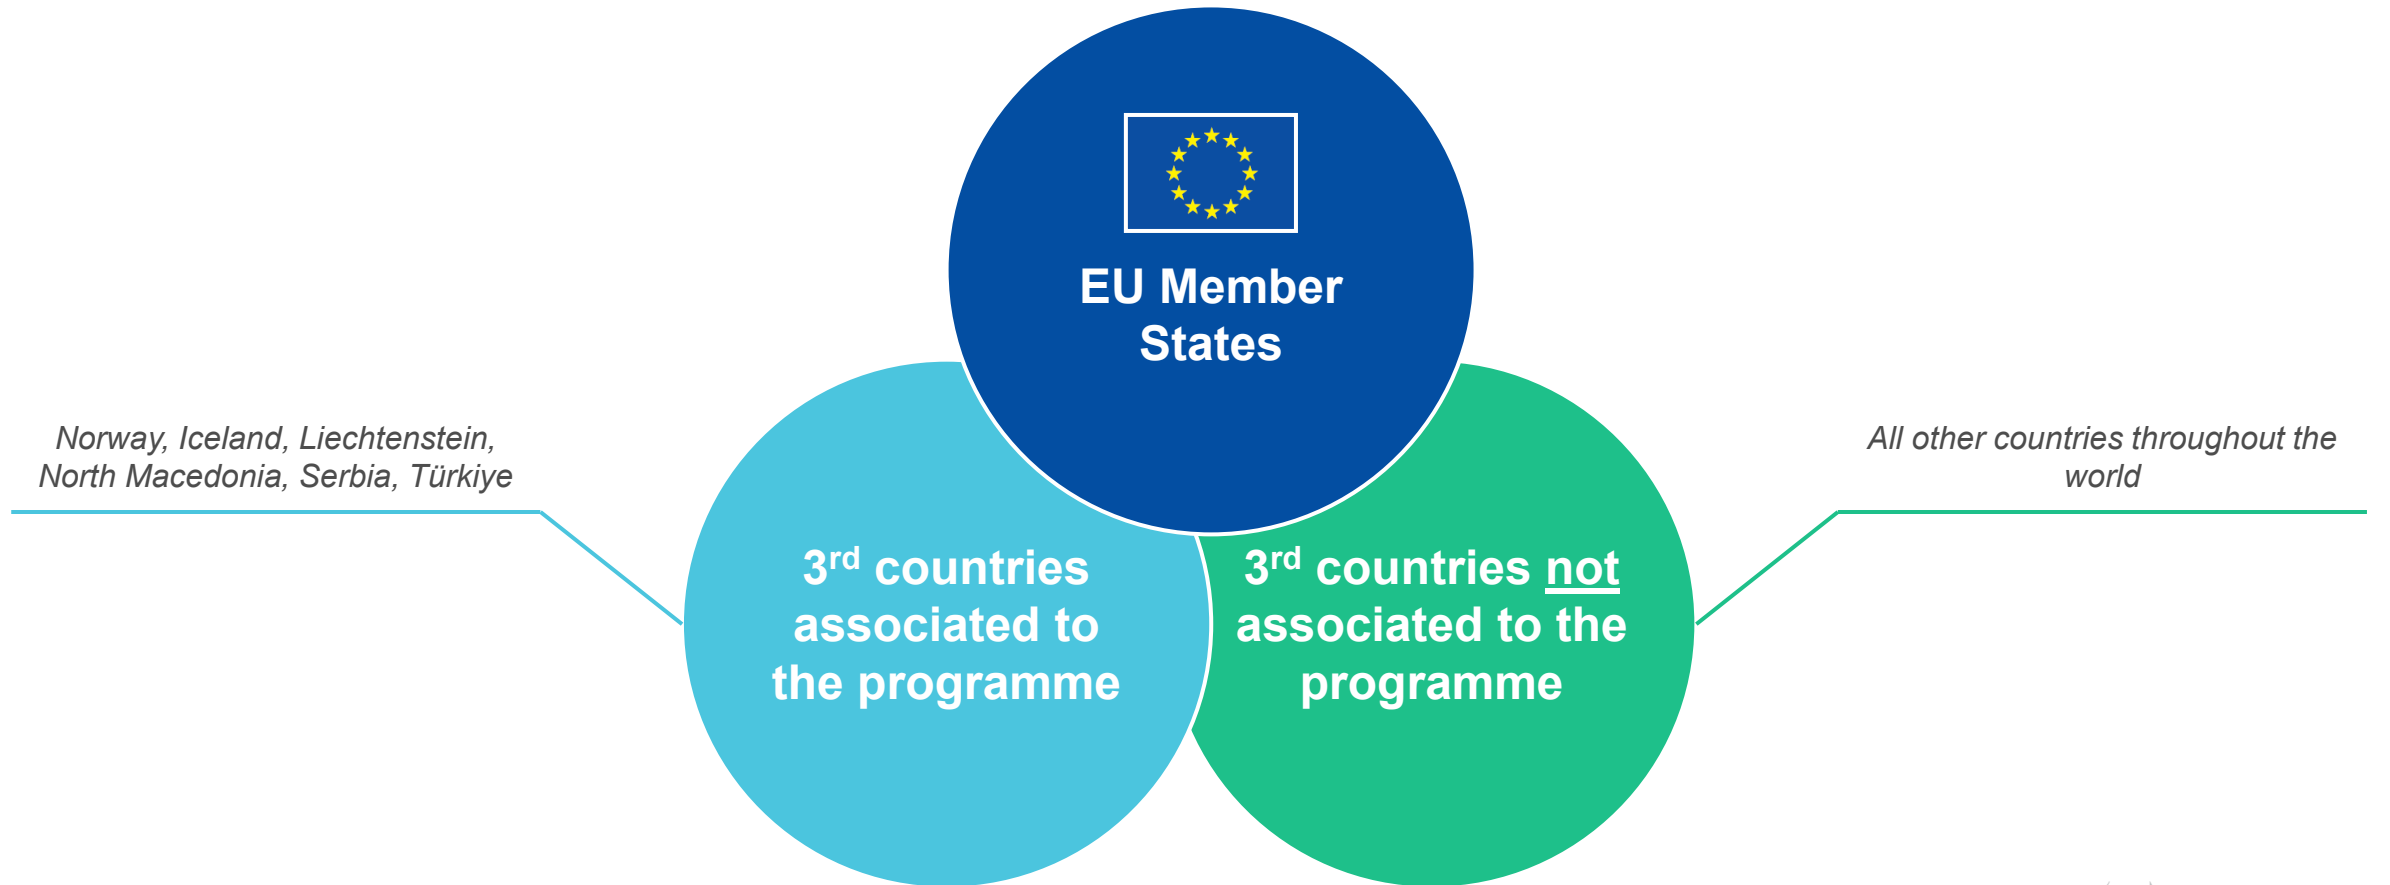 EU Member
States
Norway, Iceland, Liechtenstein,
North Macedonia, Serbia, Türkiye
All other countries throughout the
world
3rd countries
associated to
the programme
3rd countries not
associated to the
programme